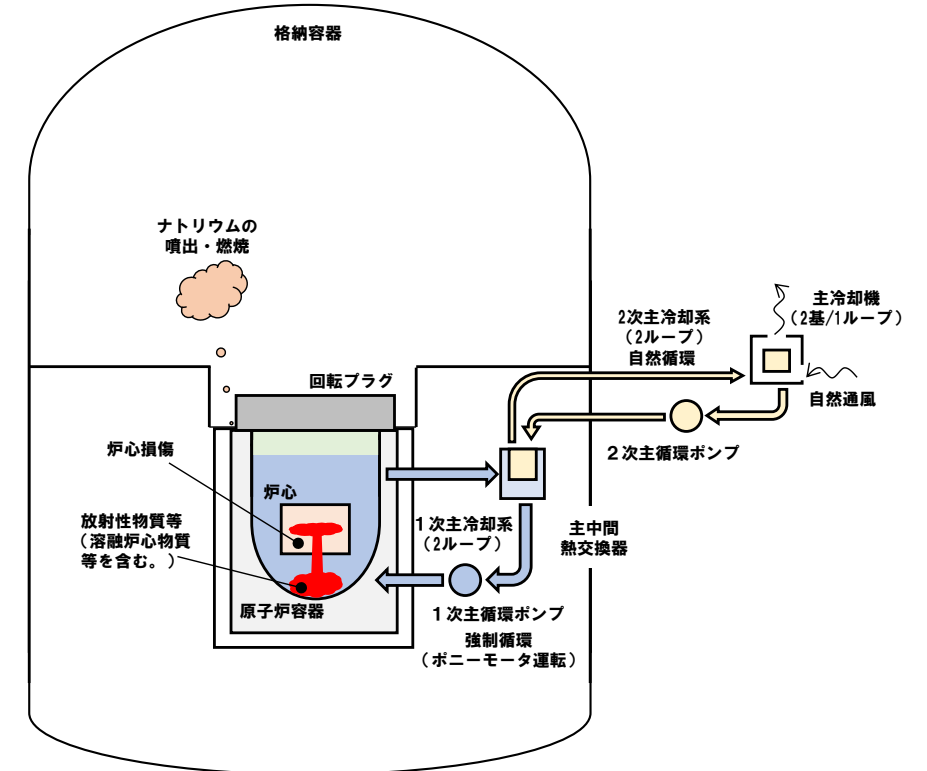 格納容器
ナトリウムの
噴出・燃焼
主冷却機
（2基/1ループ）
2次主冷却系
（2ループ）
自然循環
回転プラグ
自然通風
炉心損傷
２次主循環ポンプ
炉心
放射性物質等
（溶融炉心物質
等を含む。）
１次主冷却系
（2ループ）
主中間
熱交換器
原子炉容器
１次主循環ポンプ
強制循環
（ポニーモータ運転）